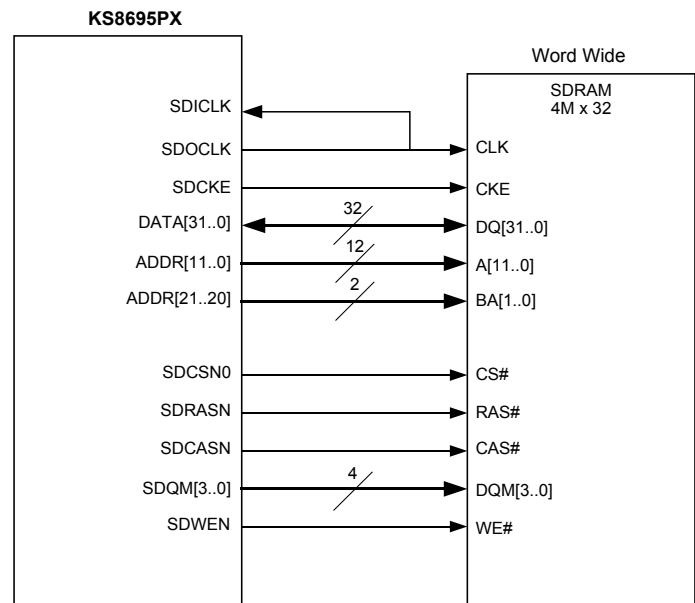 KS8695PX
Word Wide
SDRAM
4M x 32
SDICLK
SDOCLK
CLK
SDCKE
CKE
DATA[31..0]
32
DQ[31..0]
ADDR[11..0]
12
A[11..0]
ADDR[21..20]
2
BA[1..0]
SDCSN0
CS#
SDRASN
RAS#
SDCASN
CAS#
SDQM[3..0]
4
DQM[3..0]
SDWEN
WE#